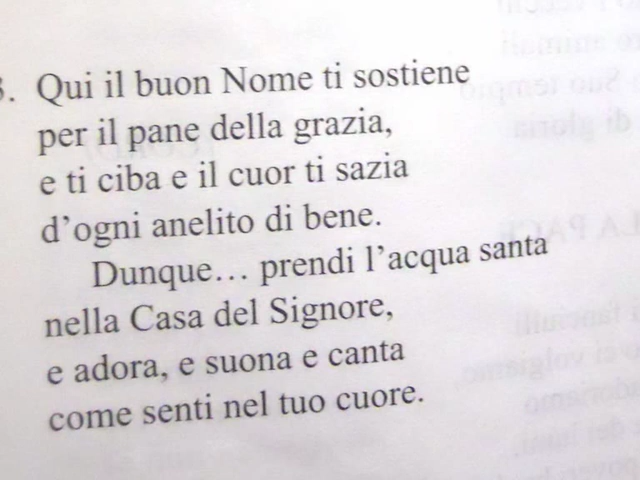 3. Qui il buon Nome ti sostiene
per il pane della grazia,
e ti ciba e il cuor ti sazia
d’ogni anelito di bene.
Dunque… prendi l’acqua santa
nella Casa del Signore,
e adora, e suona e canta
come senti nel tuo cuore.